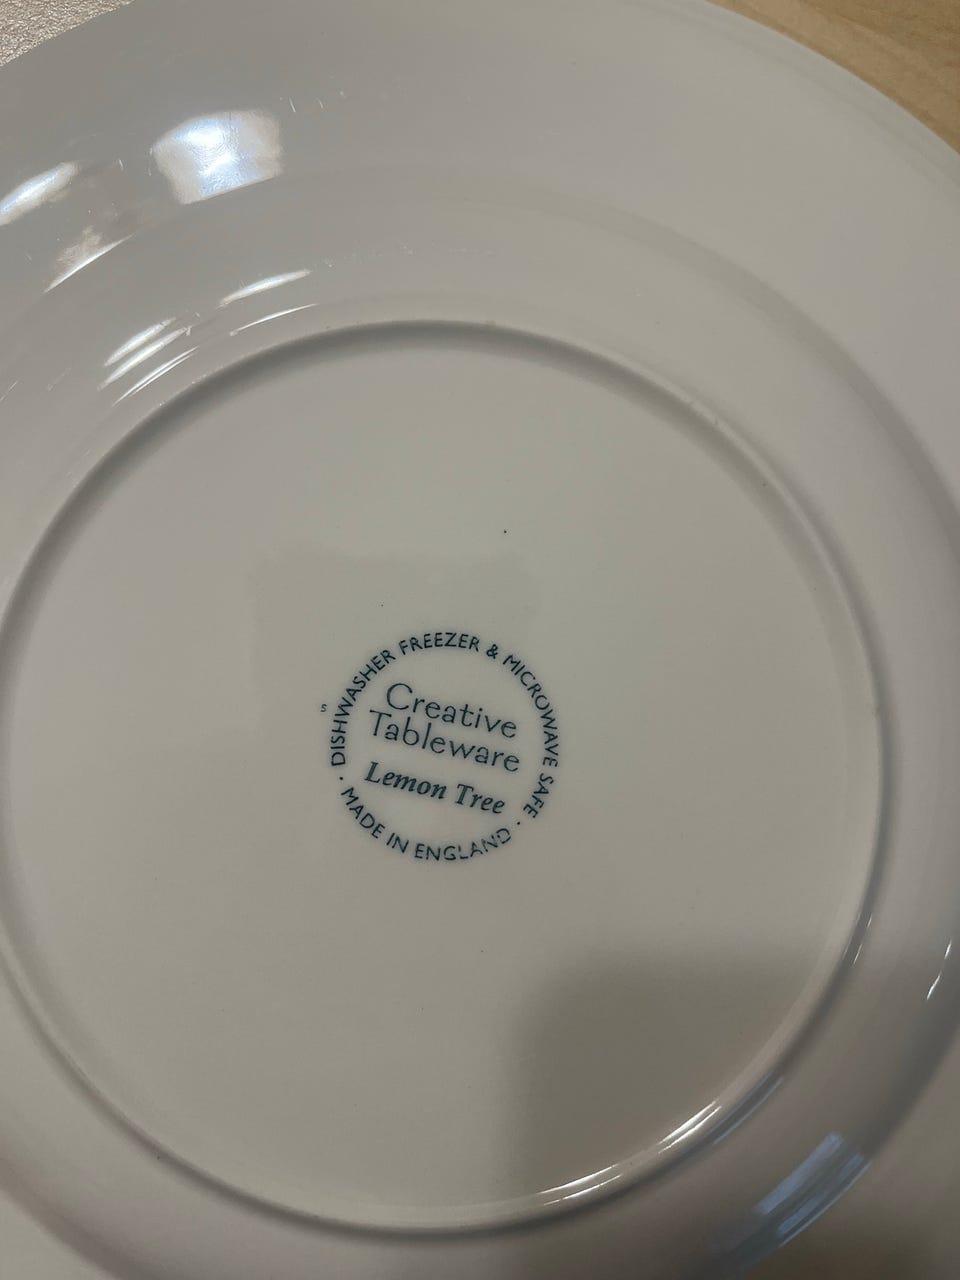 DISHWASHER FREEZER & MICROWAVE SAFE
Creative
Tableware
Lemon Tree
· MADE IN ENGLAND ·
S